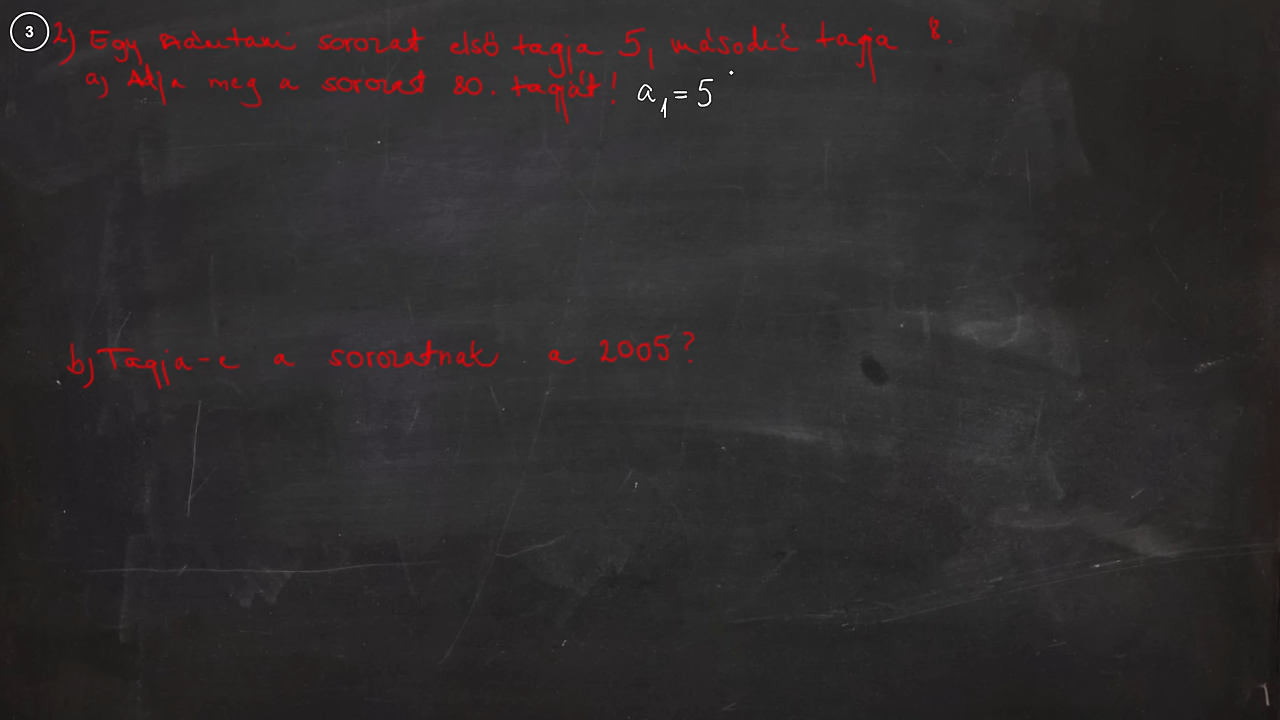 3
2) Egy számtani sorozat első tagja 5, második tagja 8.
a) Adja meg a sorozat 80. tagját! a₁ = 5
b) Tagja-e a sorozatnak a 2005?